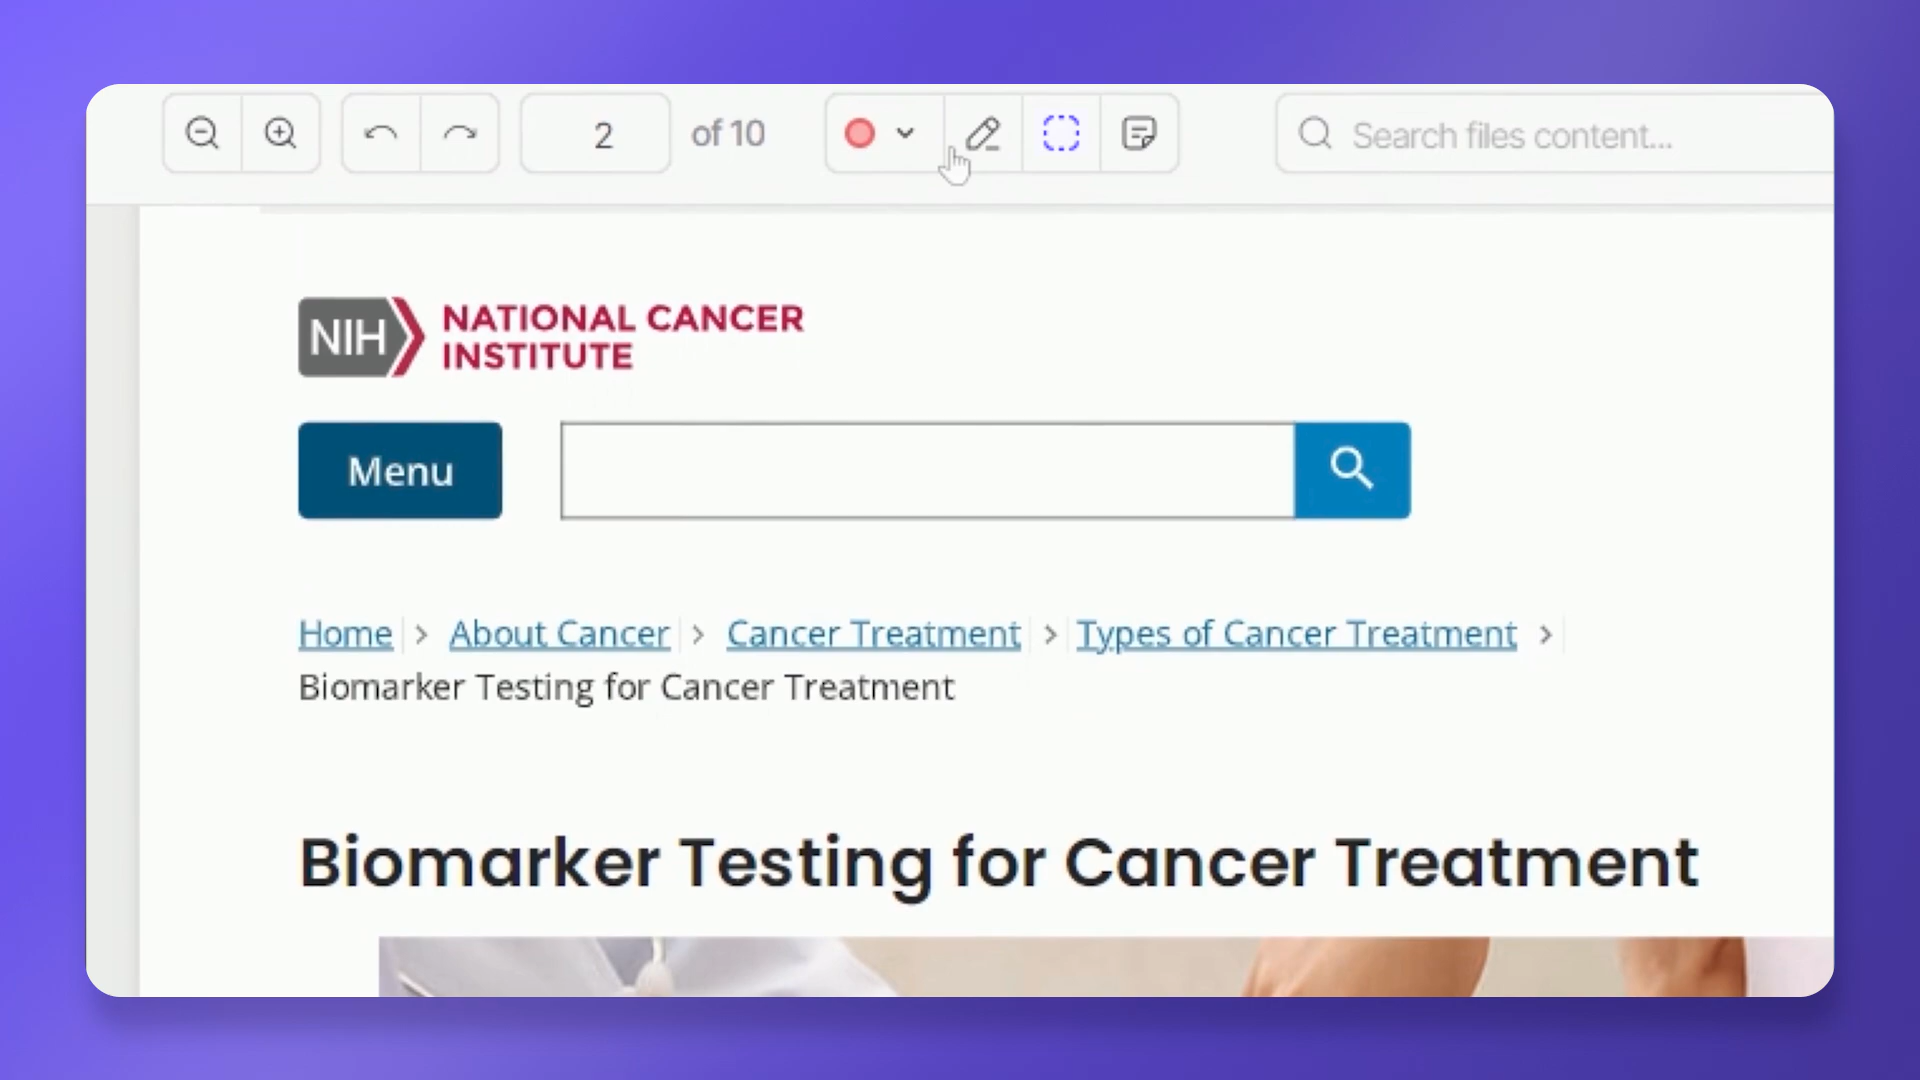 2 of 10 Search files content...
NIH NATIONAL CANCER
INSTITUTE
Menu
Home > About Cancer > Cancer Treatment > Types of Cancer Treatment >
Biomarker Testing for Cancer Treatment
Biomarker Testing for Cancer Treatment